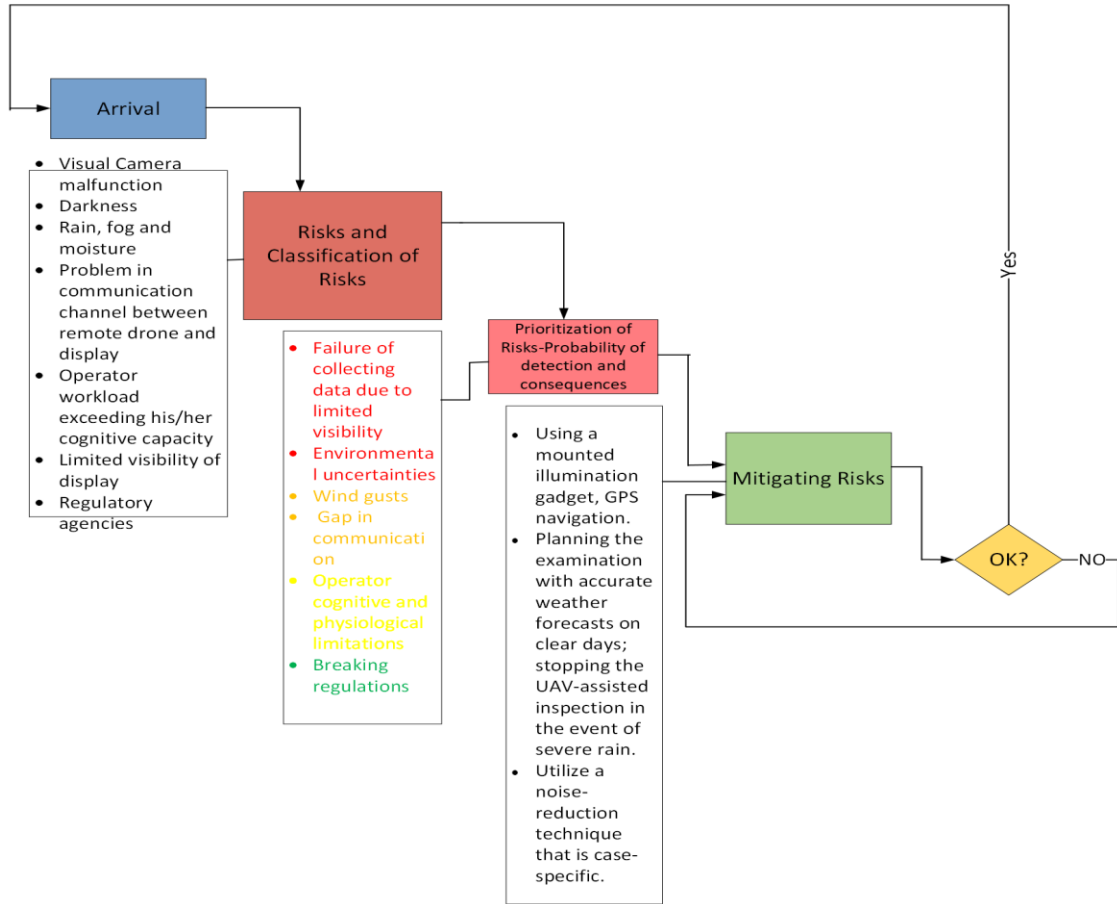 Arrival
• Visual Camera
malfunction
• Darkness
• Rain, fog and
moisture
• Problem in
communication
channel between
remote drone and
display
• Operator
workload
exceeding his/her
cognitive capacity
• Limited visibility of
display
• Regulatory
agencies
Risks and
Classification of
Risks
• Failure of
collecting data
due to limited
visibility
• Environmenta
l uncertainties
• Wind gusts
• Gap in
communicati
on
• Operator
cognitive and
physiological
limitations
• Breaking
regulations
Prioritization of
Risks-Probability of
detection and
consequences
• Using a
mounted
illumination
gadget, GPS
navigation.
• Planning the
examination
with accurate
weather
forecasts on
clear days;
stopping the
UAV-assisted
inspection in
the event of
severe rain.
• Utilize a
noise-
reduction
technique
that is case-
specific.
Mitigating Risks
OK?
NO
Yes